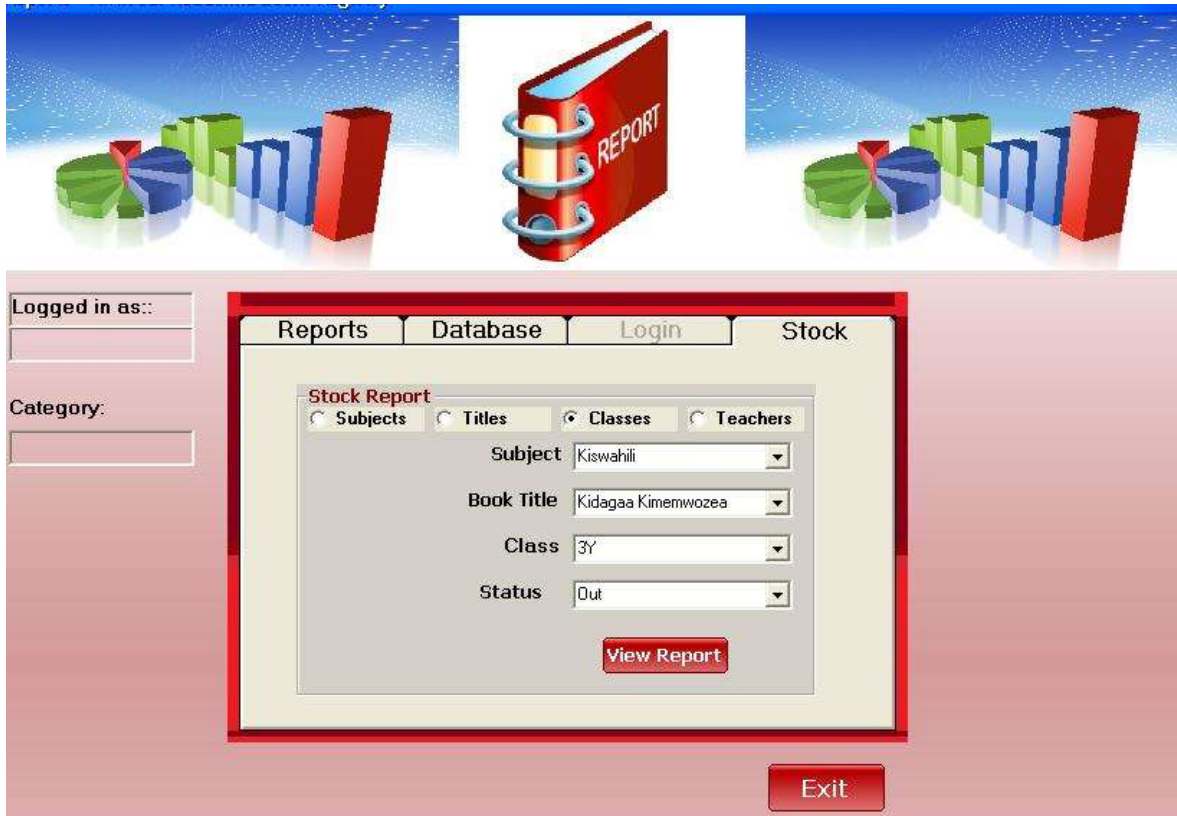 REPORT
Logged in as::
Category:
Reports Database Login Stock
Stock Report
Subjects Titles Classes Teachers
Subject Kiswahili
Book Title Kidagaa Kimemwozea
Class 3Y
Status Out
View Report
Exit